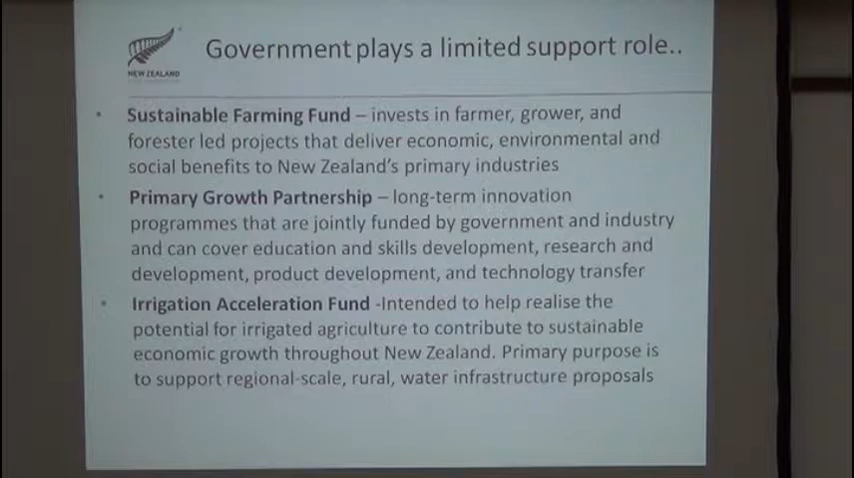 Government plays a limited support role..
NEW ZEALAND
• Sustainable Farming Fund – invests in farmer, grower, and
forester led projects that deliver economic, environmental and
social benefits to New Zealand's primary industries
• Primary Growth Partnership – long-term innovation
programmes that are jointly funded by government and industry
and can cover education and skills development, research and
development, product development, and technology transfer
• Irrigation Acceleration Fund -Intended to help realise the
potential for irrigated agriculture to contribute to sustainable
economic growth throughout New Zealand. Primary purpose is
to support regional-scale, rural, water infrastructure proposals